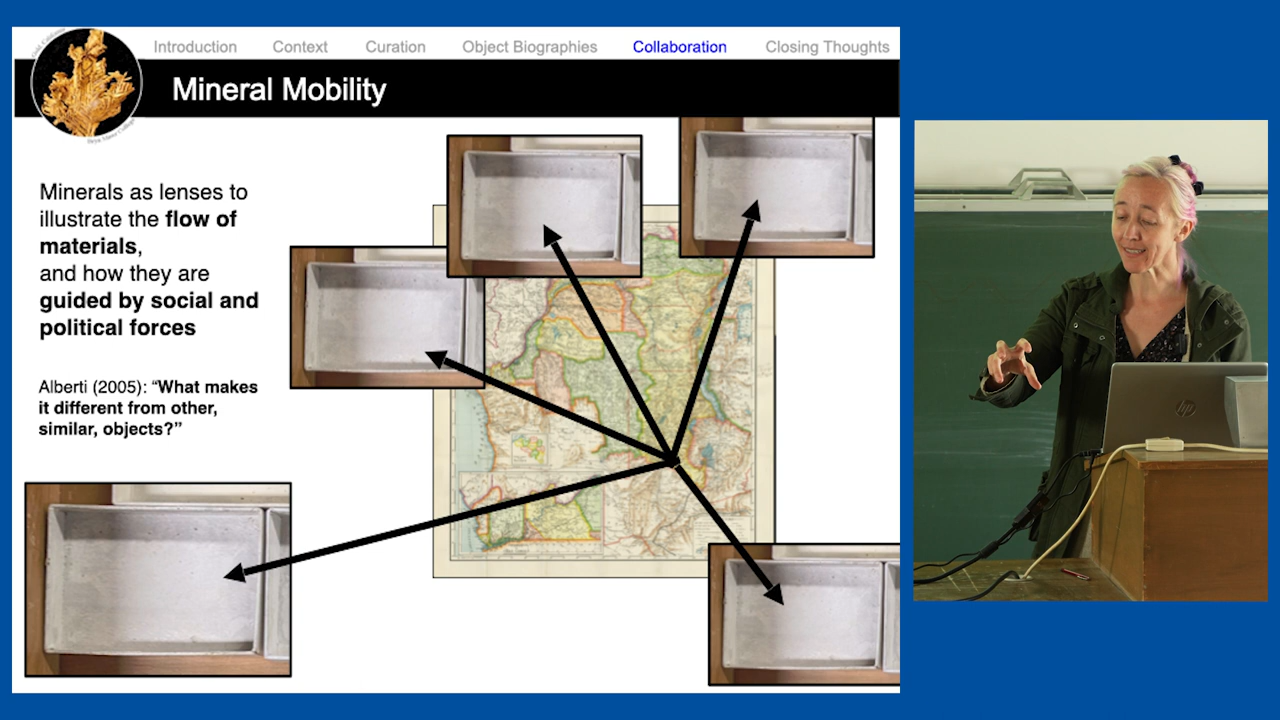 Introduction Context Curation Object Biographies Collaboration Closing Thoughts
Mineral Mobility
Minerals as lenses to
illustrate the flow of
materials,
and how they are
guided by social and
political forces
Alberti (2005): “What makes
it different from other,
similar, objects?”
hp